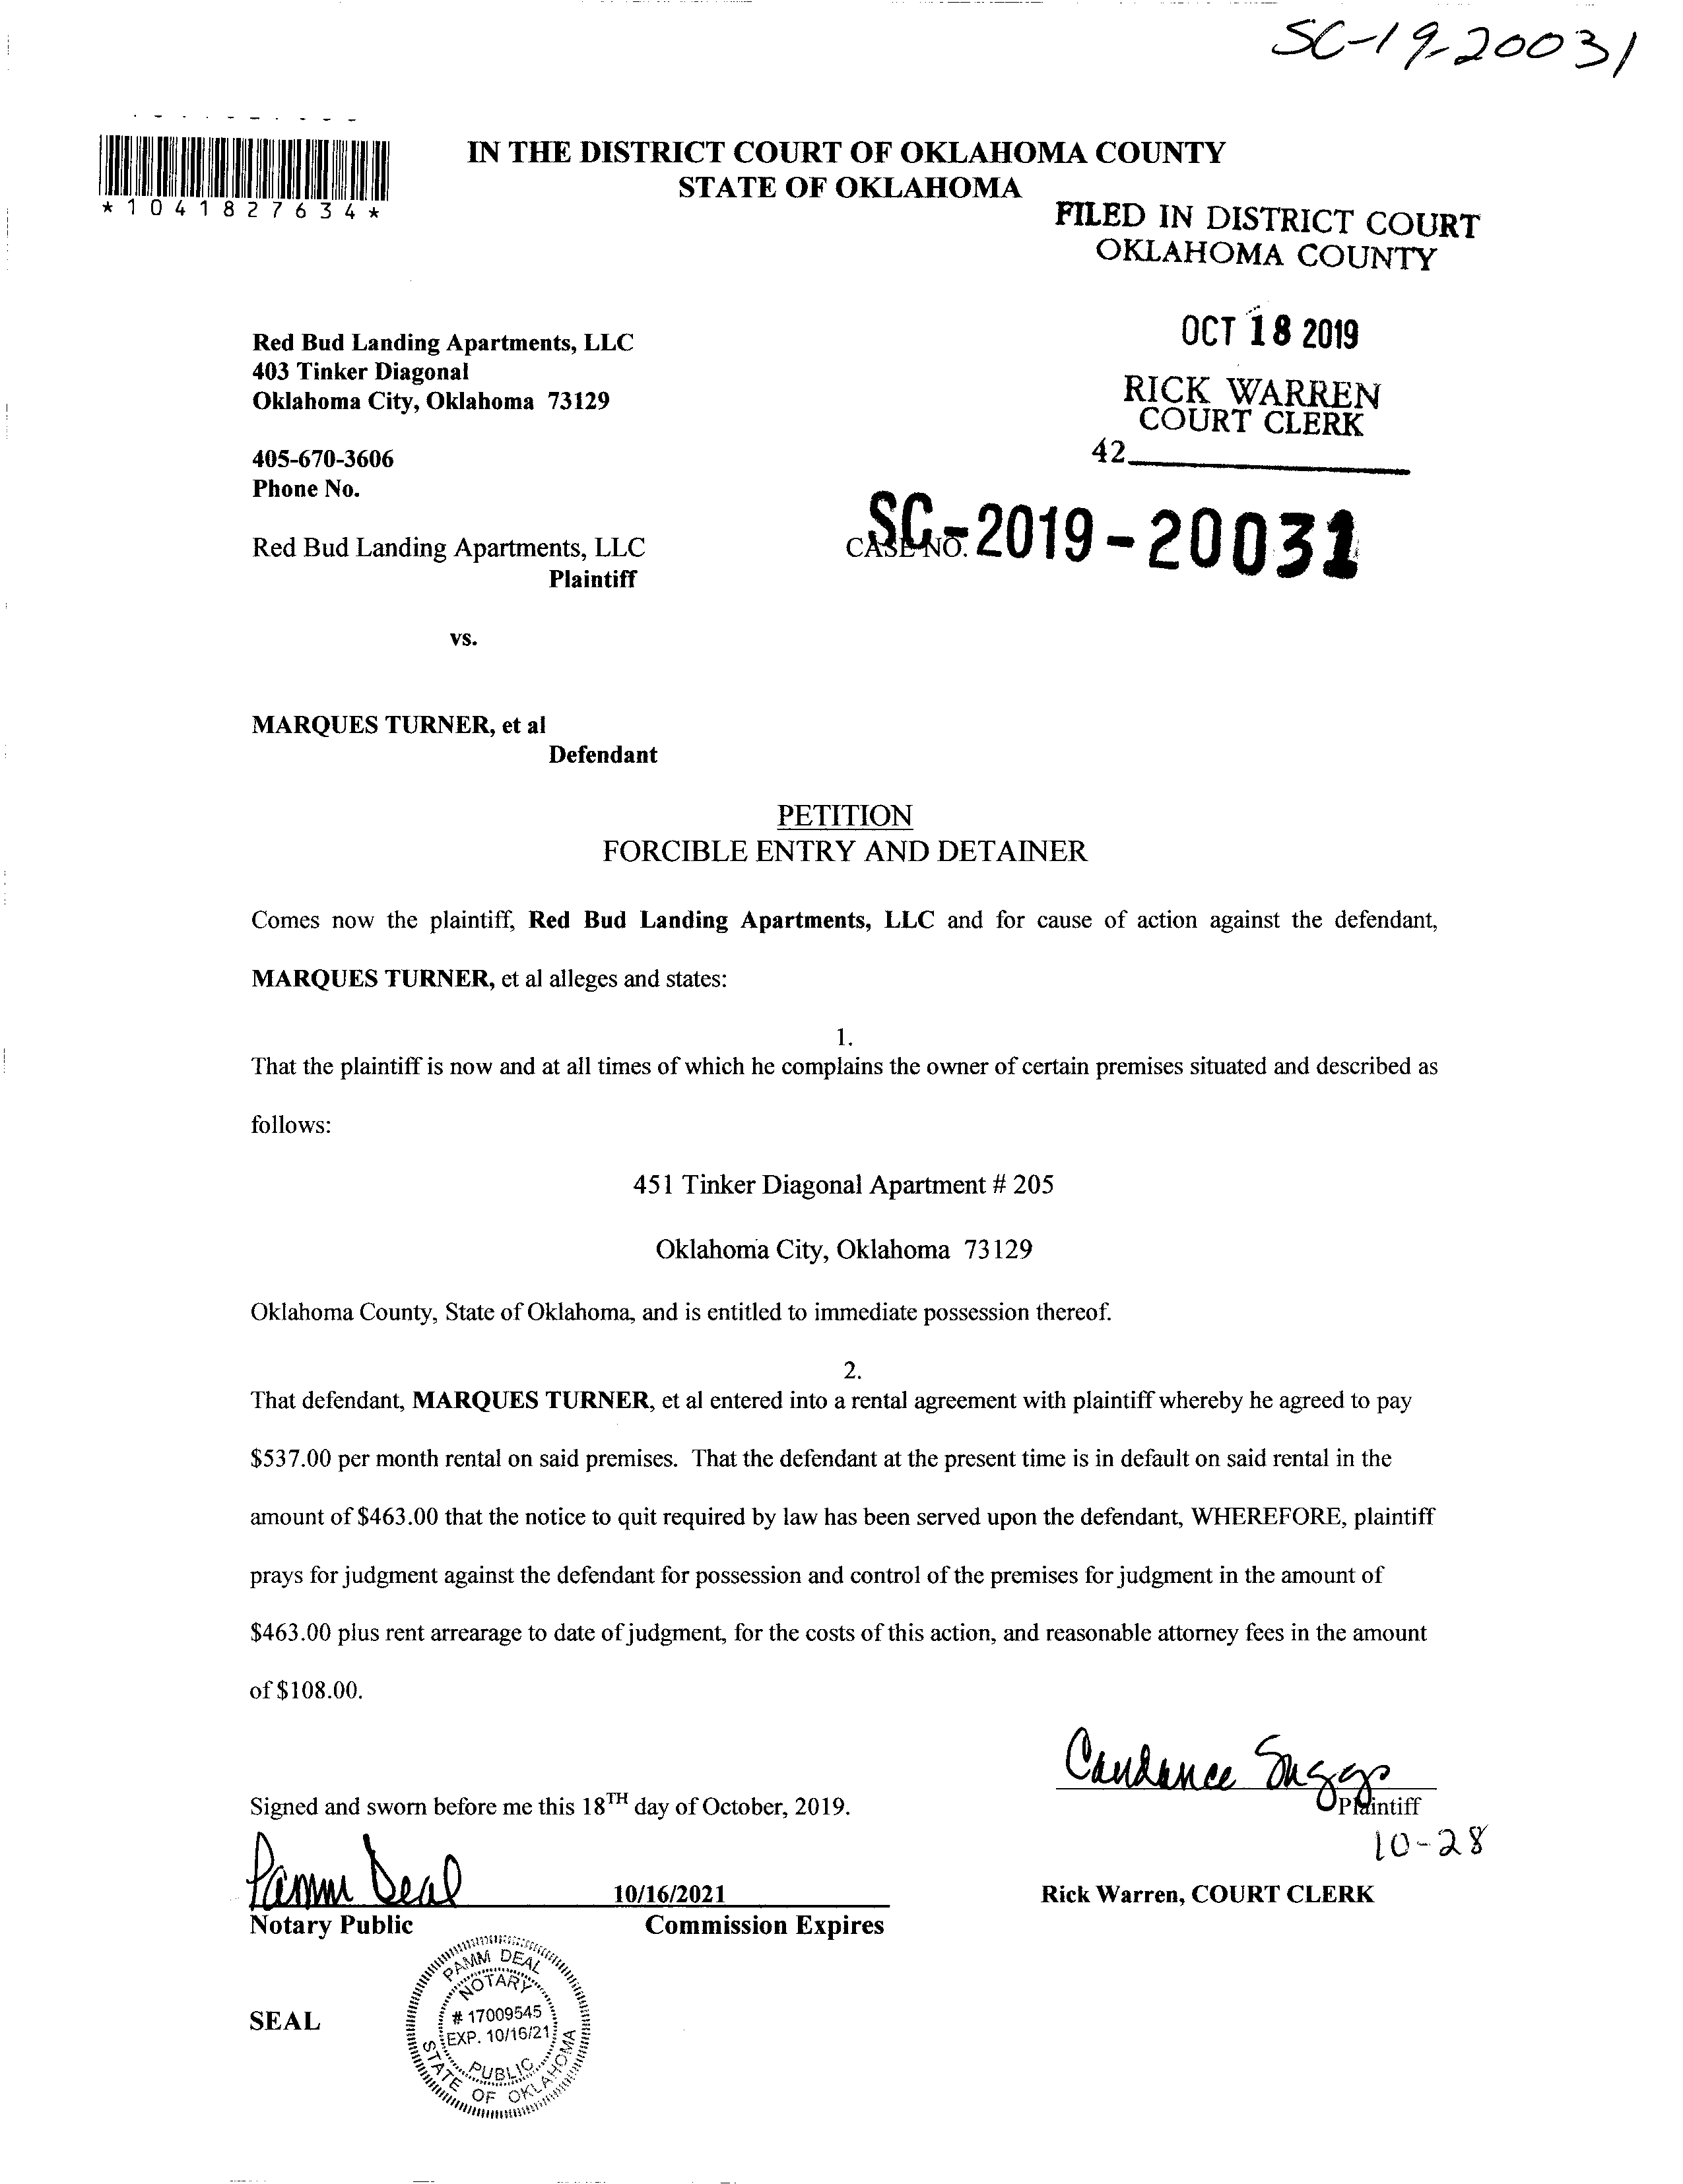 SC-19-20031
*1041827634*
IN THE DISTRICT COURT OF OKLAHOMA COUNTY
STATE OF OKLAHOMA
FILED IN DISTRICT COURT
OKLAHOMA COUNTY
OCT 18 2019
RICK WARREN
COURT CLERK
42
Red Bud Landing Apartments, LLC
403 Tinker Diagonal
Oklahoma City, Oklahoma 73129
405-670-3606
Phone No.
Red Bud Landing Apartments, LLC
Plaintiff
CASE NO. SC-2019-20031
vs.
MARQUES TURNER, et al
Defendant
PETITION
FORCIBLE ENTRY AND DETAINER
Comes now the plaintiff, Red Bud Landing Apartments, LLC and for cause of action against the defendant,
MARQUES TURNER, et al alleges and states:
1.
That the plaintiff is now and at all times of which he complains the owner of certain premises situated and described as
follows:
451 Tinker Diagonal Apartment # 205
Oklahoma City, Oklahoma 73129
Oklahoma County, State of Oklahoma, and is entitled to immediate possession thereof.
2.
That defendant, MARQUES TURNER, et al entered into a rental agreement with plaintiff whereby he agreed to pay
$537.00 per month rental on said premises. That the defendant at the present time is in default on said rental in the
amount of $463.00 that the notice to quit required by law has been served upon the defendant, WHEREFORE, plaintiff
prays for judgment against the defendant for possession and control of the premises for judgment in the amount of
$463.00 plus rent arrearage to date of judgment, for the costs of this action, and reasonable attorney fees in the amount
of $108.00.
Candance Suggs
Plaintiff
10-28
Signed and sworn before me this 18TH day of October, 2019.
Pamm Deal
10/16/2021
Notary Public
Commission Expires
Rick Warren, COURT CLERK
SEAL
PAMM DEAL
NOTARY
# 17009545
EXP. 10/16/21
PUBLIC
STATE OF OKLAHOMA